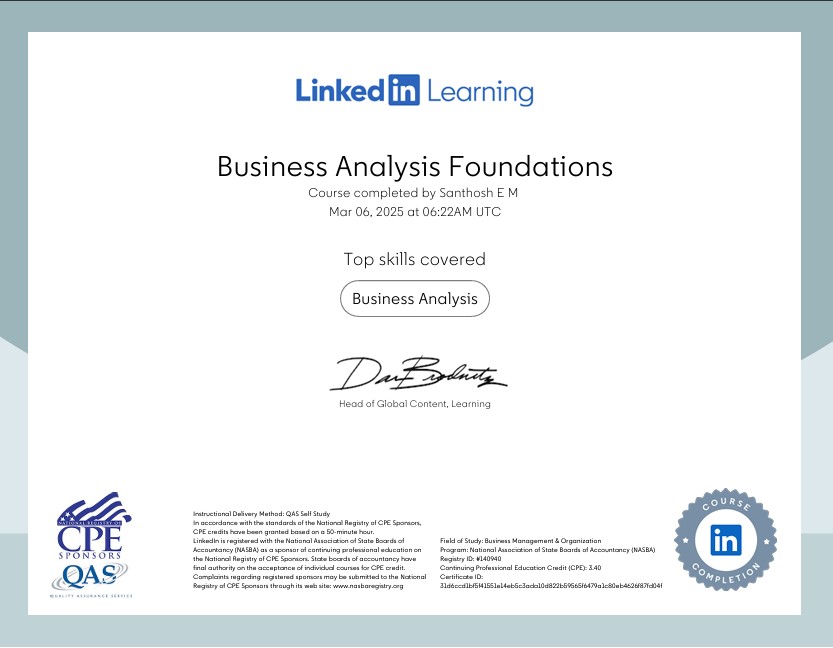 LinkedIn Learning
Business Analysis Foundations
Course completed by Santhosh E M
Mar 06, 2025 at 06:22AM UTC
Top skills covered
Business Analysis
Head of Global Content, Learning
NATIONAL REGISTRY OF
CPE
SPONSORS
QAS
QUALITY ASSURANCE SERVICE
Instructional Delivery Method: QAS Self Study
In accordance with the standards of the National Registry of CPE Sponsors,
CPE credits have been granted based on a 50-minute hour.
LinkedIn is registered with the National Association of State Boards of
Accountancy (NASBA) as a sponsor of continuing professional education on
the National Registry of CPE Sponsors. State boards of accountancy have
final authority on the acceptance of individual courses for CPE credit.
Complaints regarding registered sponsors may be submitted to the National
Registry of CPE Sponsors through its web site: www.nasbaregistry.org
Field of Study: Business Management & Organization
Program: National Association of State Boards of Accountancy (NASBA)
Registry ID: #140940
Continuing Professional Education Credit (CPE): 3.40
Certificate ID:
COURSE
in
COMPLETION